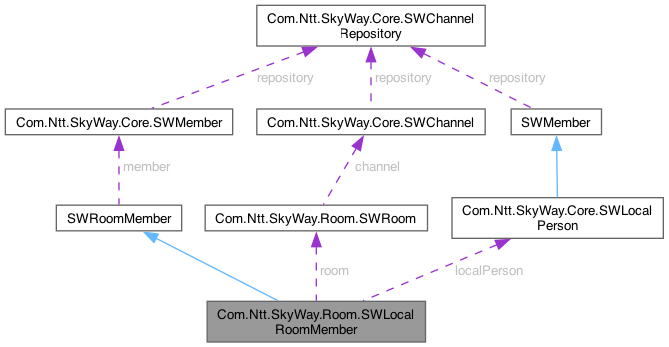 Com.Ntt.SkyWay.Core.SWChannel
Repository
repository
repository
repository
Com.Ntt.SkyWay.Core.SWMember
Com.Ntt.SkyWay.Core.SWChannel
SWMember
member
channel
SWRoomMember
Com.Ntt.SkyWay.Room.SWRoom
Com.Ntt.SkyWay.Core.SWLocal
Person
room
localPerson
Com.Ntt.SkyWay.Room.SWLocal
RoomMember